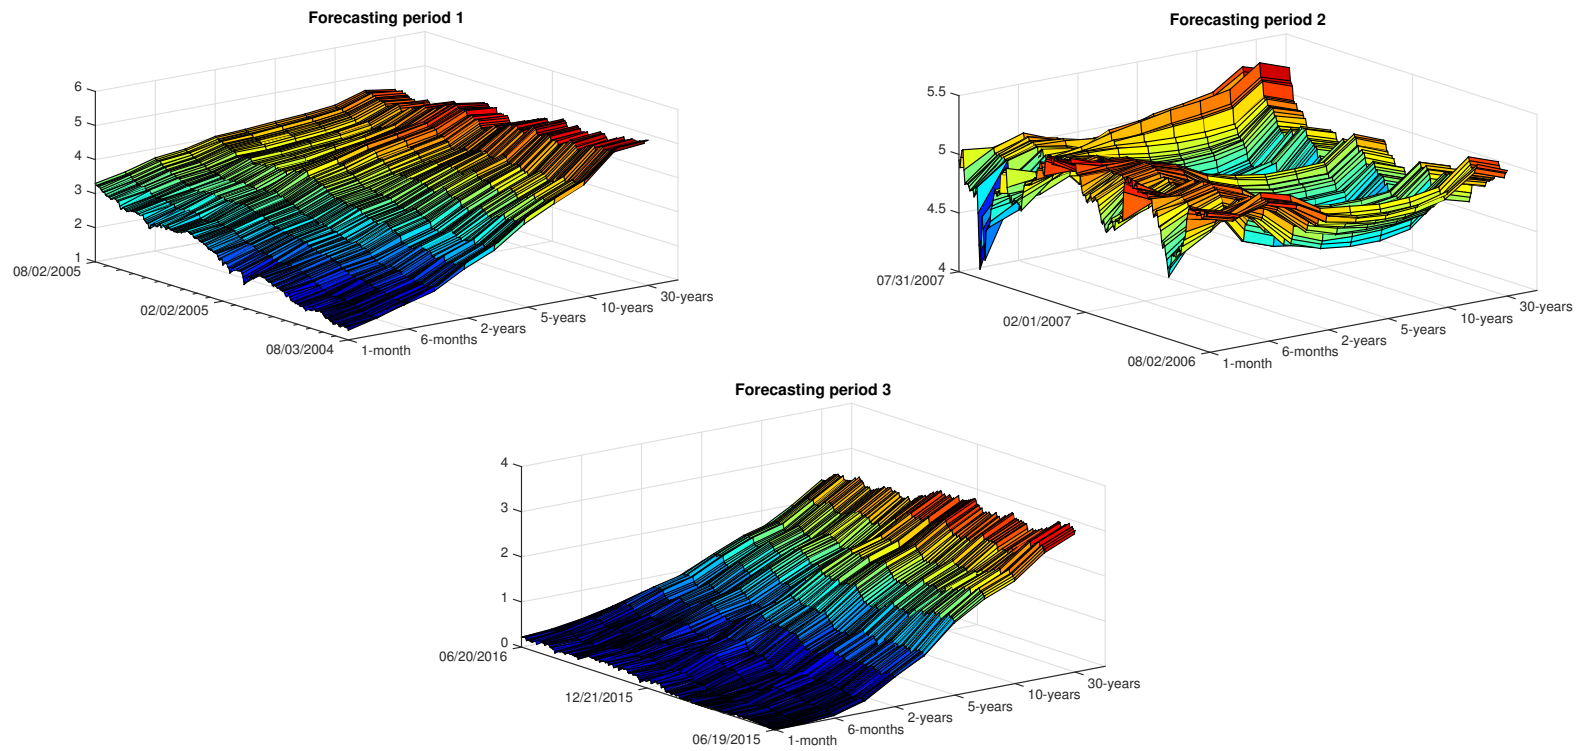 Forecasting period 1
6
5
4
3
2
1
08/02/2005
02/02/2005
08/03/2004
1-month
6-months
2-years
5-years
10-years
30-years
Forecasting period 2
5.5
5
4.5
4
07/31/2007
02/01/2007
08/02/2006
1-month
6-months
2-years
5-years
10-years
30-years
Forecasting period 3
4
3
2
1
0
06/20/2016
12/21/2015
06/19/2015
1-month
6-months
2-years
5-years
10-years
30-years